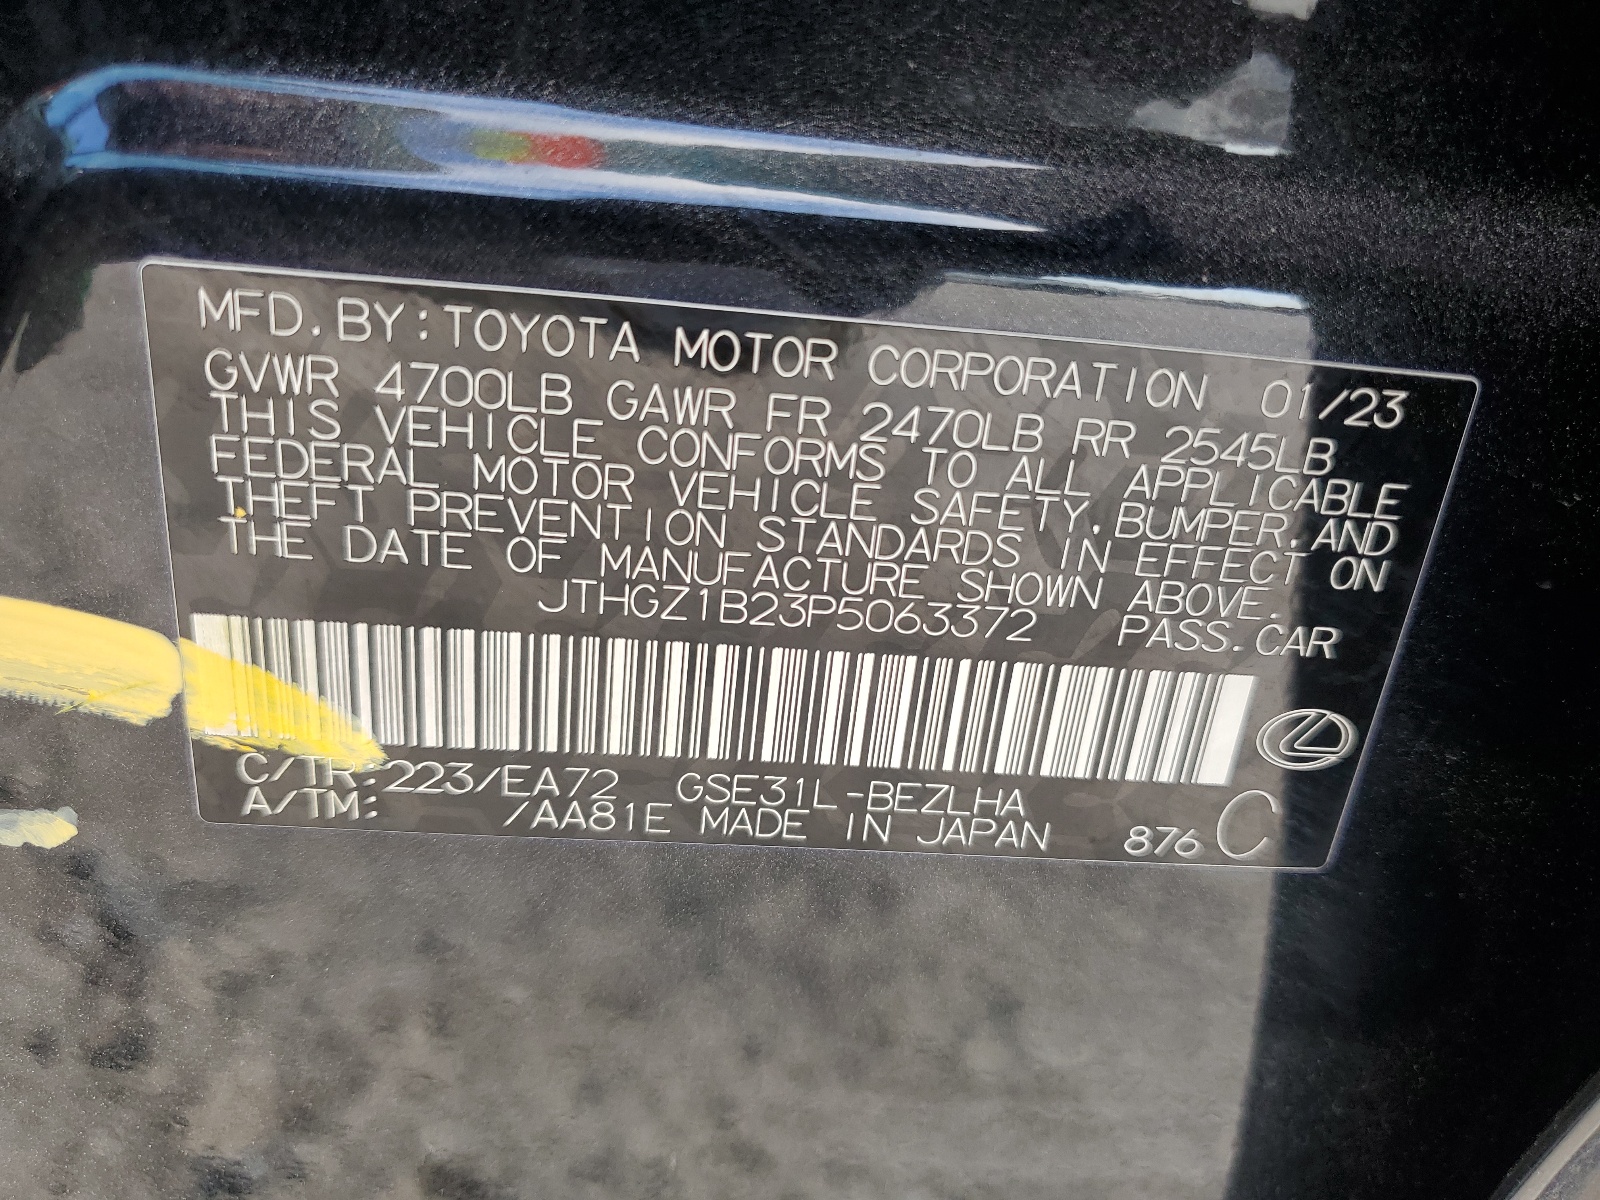 MFD. BY: TOYOTA MOTOR CORPORATION 01/23
GVWR 4700LB GAWR FR 2470LB RR 2545LB
THIS VEHICLE CONFORMS TO ALL APPLICABLE
FEDERAL MOTOR VEHICLE SAFETY, BUMPER, AND
THEFT PREVENTION STANDARDS IN EFFECT ON
THE DATE OF MANUFACTURE SHOWN ABOVE.
JTHGZ1B23P5063372 PASS. CAR
C/TR: 223/EA72 GSE31L-BEZLHA
A/TM: /AA81E MADE IN JAPAN 876 C